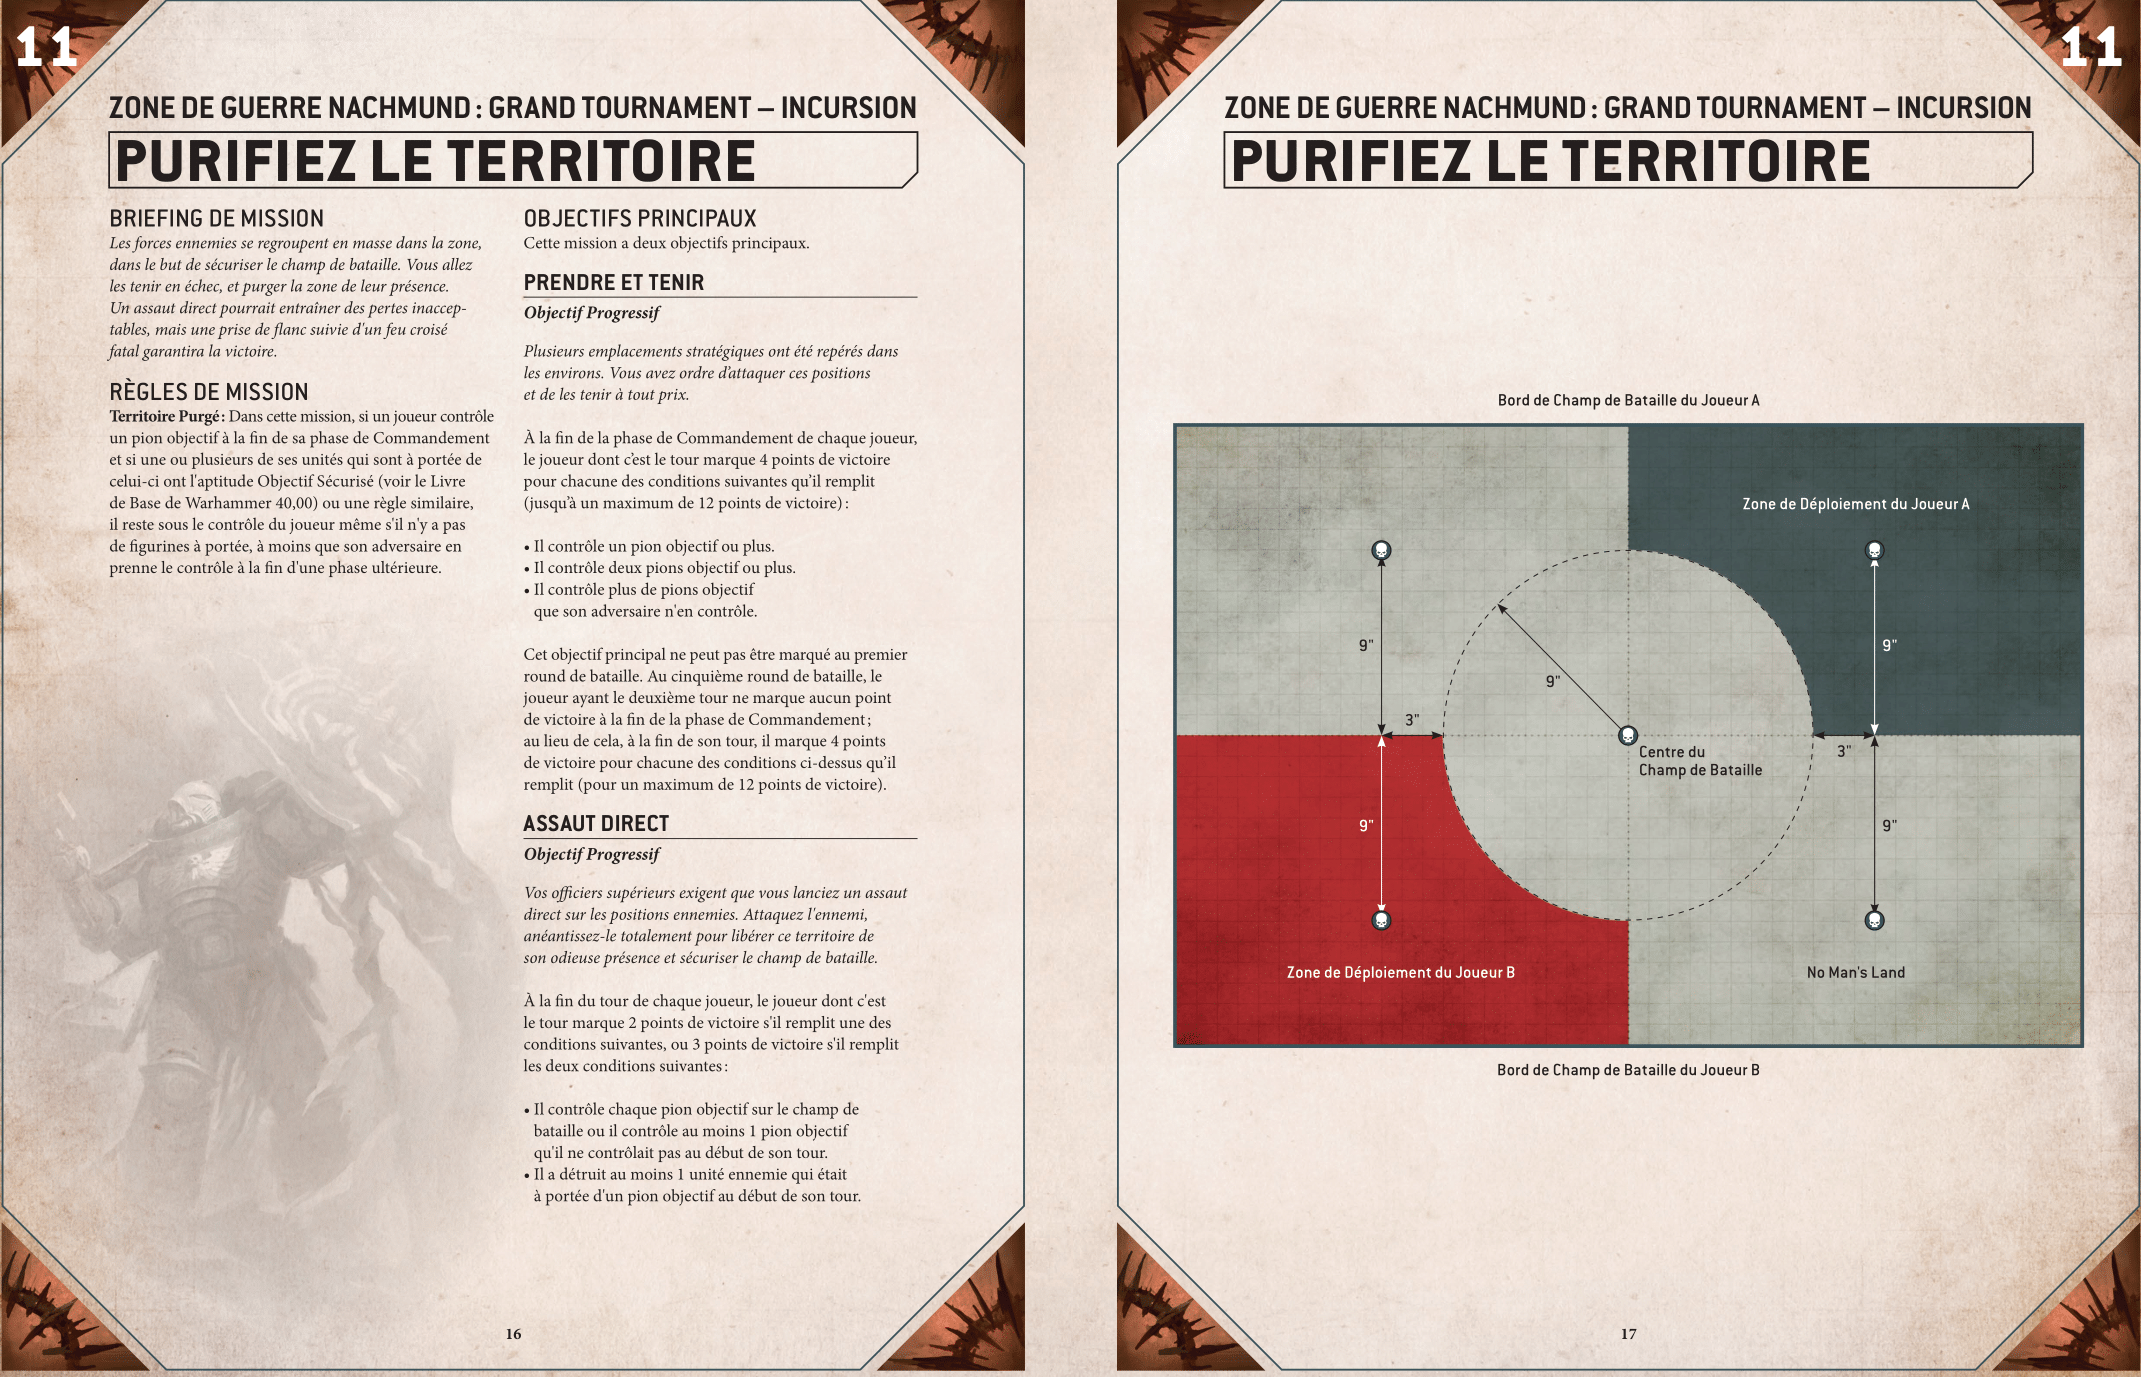 11
ZONE DE GUERRE NACHMUND : GRAND TOURNAMENT – INCURSION
PURIFIEZ LE TERRITOIRE
BRIEFING DE MISSION
Les forces ennemies se regroupent en masse dans la zone,
dans le but de sécuriser le champ de bataille. Vous allez
les tenir en échec, et purger la zone de leur présence.
Un assaut direct pourrait entraîner des pertes inaccep-
tables, mais une prise de flanc suivie d'un feu croisé
fatal garantira la victoire.
RÈGLES DE MISSION
Territoire Purgé : Dans cette mission, si un joueur contrôle
un pion objectif à la fin de sa phase de Commandement
et si une ou plusieurs de ses unités qui sont à portée de
celui-ci ont l'aptitude Objectif Sécurisé (voir le Livre
de Base de Warhammer 40,00) ou une règle similaire,
il reste sous le contrôle du joueur même s'il n'y a pas
de figurines à portée, à moins que son adversaire en
prenne le contrôle à la fin d'une phase ultérieure.
OBJECTIFS PRINCIPAUX
Cette mission a deux objectifs principaux.
PRENDRE ET TENIR
Objectif Progressif
Plusieurs emplacements stratégiques ont été repérés dans
les environs. Vous avez ordre d’attaquer ces positions
et de les tenir à tout prix.
À la fin de la phase de Commandement de chaque joueur,
le joueur dont c’est le tour marque 4 points de victoire
pour chacune des conditions suivantes qu’il remplit
(jusqu’à un maximum de 12 points de victoire) :
• Il contrôle un pion objectif ou plus.
• Il contrôle deux pions objectif ou plus.
• Il contrôle plus de pions objectif
que son adversaire n'en contrôle.
Cet objectif principal ne peut pas être marqué au premier
round de bataille. Au cinquième round de bataille, le
joueur ayant le deuxième tour ne marque aucun point
de victoire à la fin de la phase de Commandement ;
au lieu de cela, à la fin de son tour, il marque 4 points
de victoire pour chacune des conditions ci-dessus qu’il
remplit (pour un maximum de 12 points de victoire).
ASSAUT DIRECT
Objectif Progressif
Vos officiers supérieurs exigent que vous lanciez un assaut
direct sur les positions ennemies. Attaquez l'ennemi,
anéantissez-le totalement pour libérer ce territoire de
son odieuse présence et sécuriser le champ de bataille.
À la fin du tour de chaque joueur, le joueur dont c'est
le tour marque 2 points de victoire s'il remplit une des
conditions suivantes, ou 3 points de victoire s'il remplit
les deux conditions suivantes :
• Il contrôle chaque pion objectif sur le champ de
bataille ou il contrôle au moins 1 pion objectif
qu'il ne contrôlait pas au début de son tour.
• Il a détruit au moins 1 unité ennemie qui était
à portée d'un pion objectif au début de son tour.
16
11
ZONE DE GUERRE NACHMUND : GRAND TOURNAMENT – INCURSION
PURIFIEZ LE TERRITOIRE
Bord de Champ de Bataille du Joueur A
Zone de Déploiement du Joueur A
9"
9"
9"
3"
Centre du
Champ de Bataille
3"
9"
9"
Zone de Déploiement du Joueur B
No Man's Land
Bord de Champ de Bataille du Joueur B
17